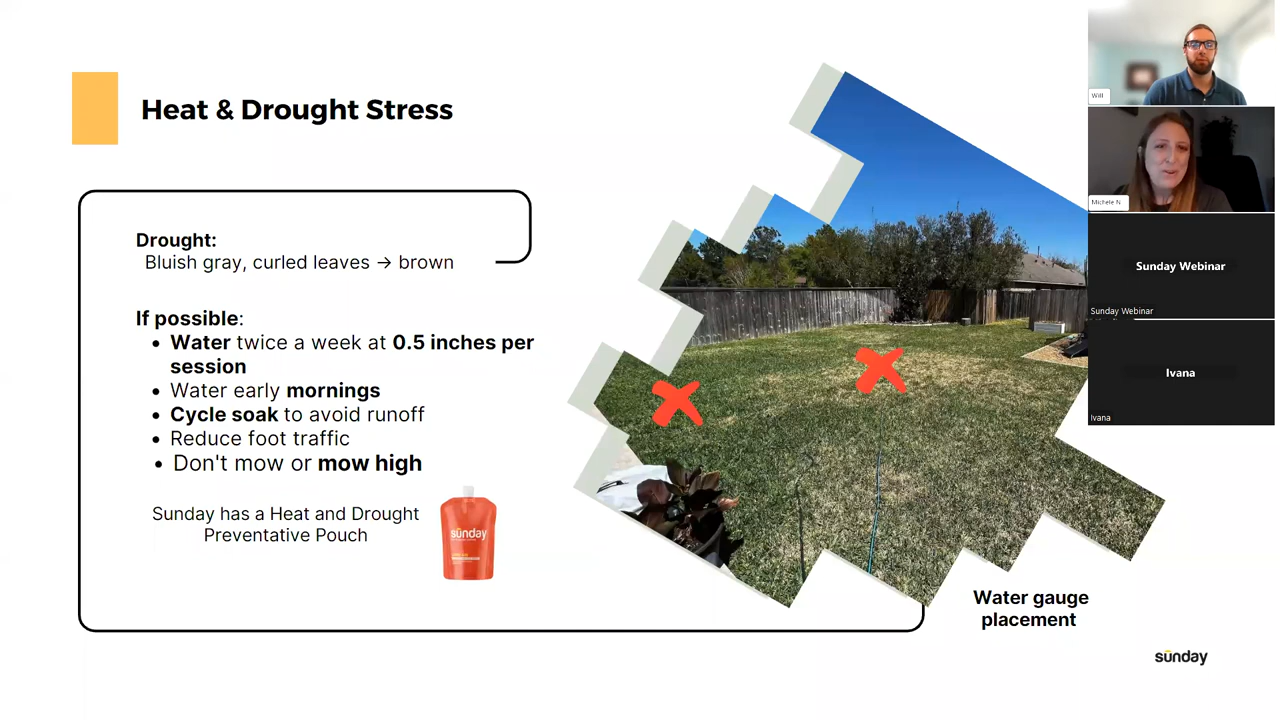 Heat & Drought Stress
Drought:
Bluish gray, curled leaves → brown
If possible:
Water twice a week at 0.5 inches per
session
Water early mornings
Cycle soak to avoid runoff
Reduce foot traffic
Don't mow or mow high
Sunday has a Heat and Drought
Preventative Pouch
sunday
Water gauge
placement
sunday
Will
Michele N
Sunday Webinar
Sunday Webinar
Ivana
Ivana